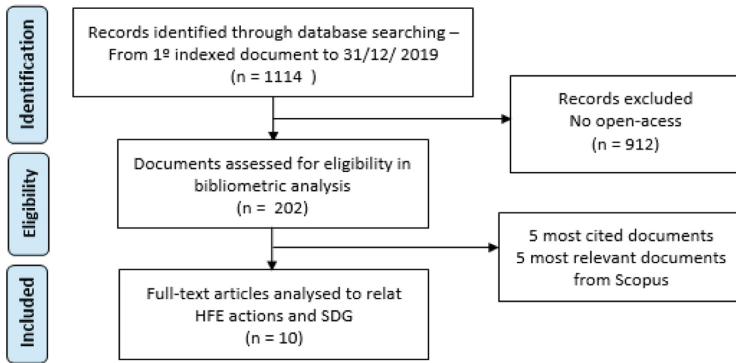 Identification
Records identified through database searching –
From 1º indexed document to 31/12/ 2019
(n = 1114 )
Records excluded
No open-acess
(n = 912)
Eligibility
Documents assessed for eligibility in
bibliometric analysis
(n = 202)
5 most cited documents
5 most relevant documents
from Scopus
Included
Full-text articles analysed to relat
HFE actions and SDG
(n = 10)